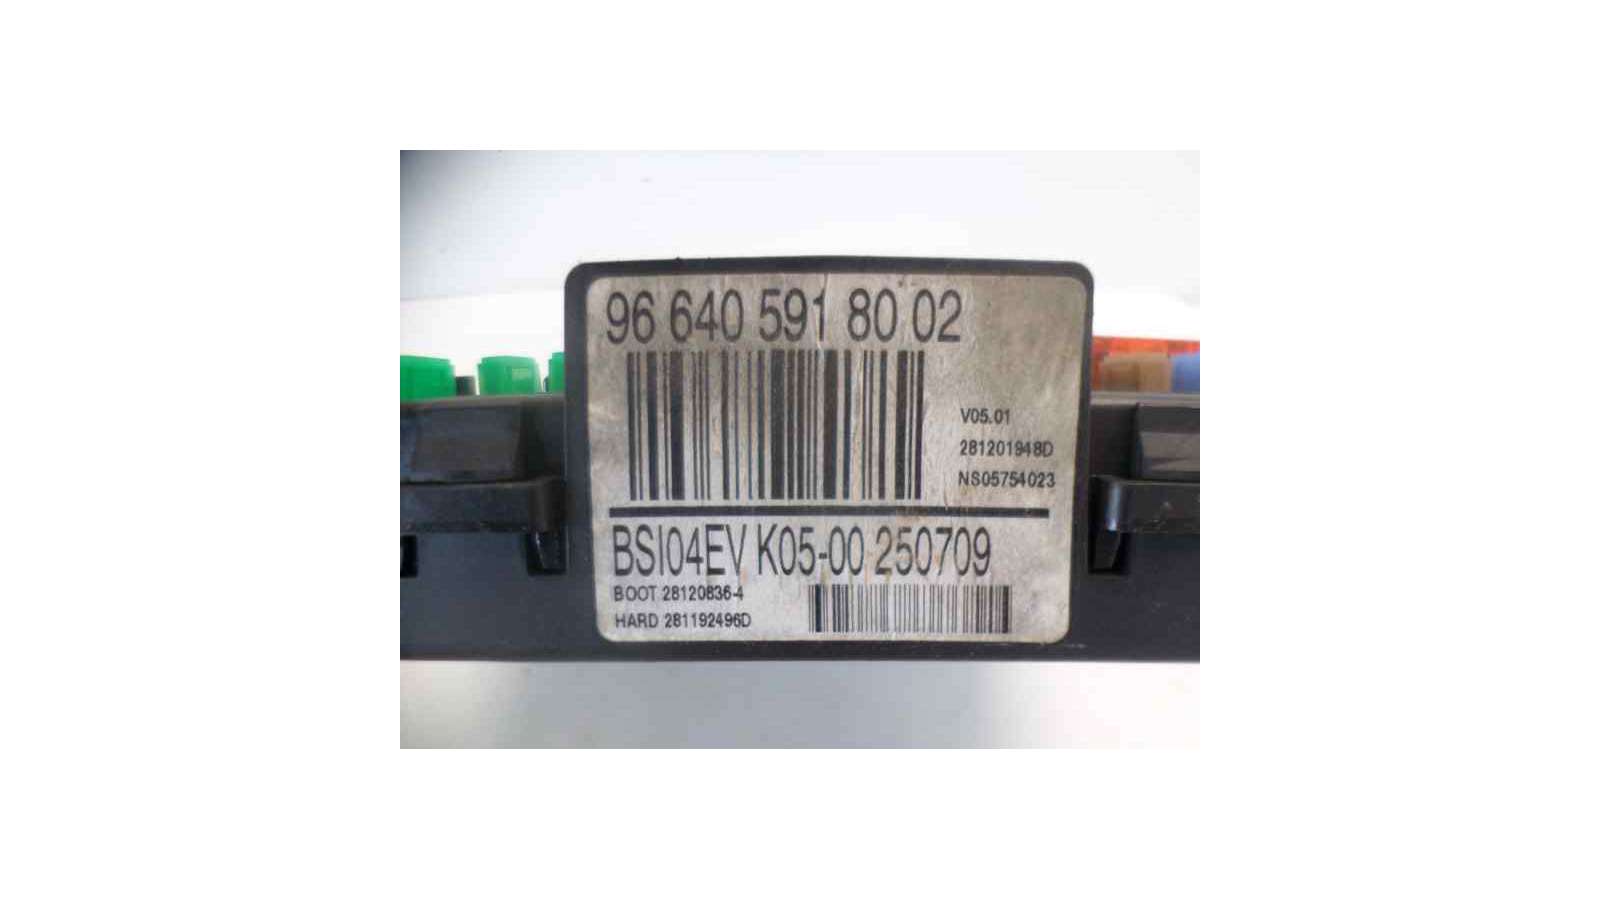 96 640 591 80 02
V05.01
281201948D
NS05754023
BSI04EV K05-00 250709
BOOT 28120836-4
HARD 281192496D